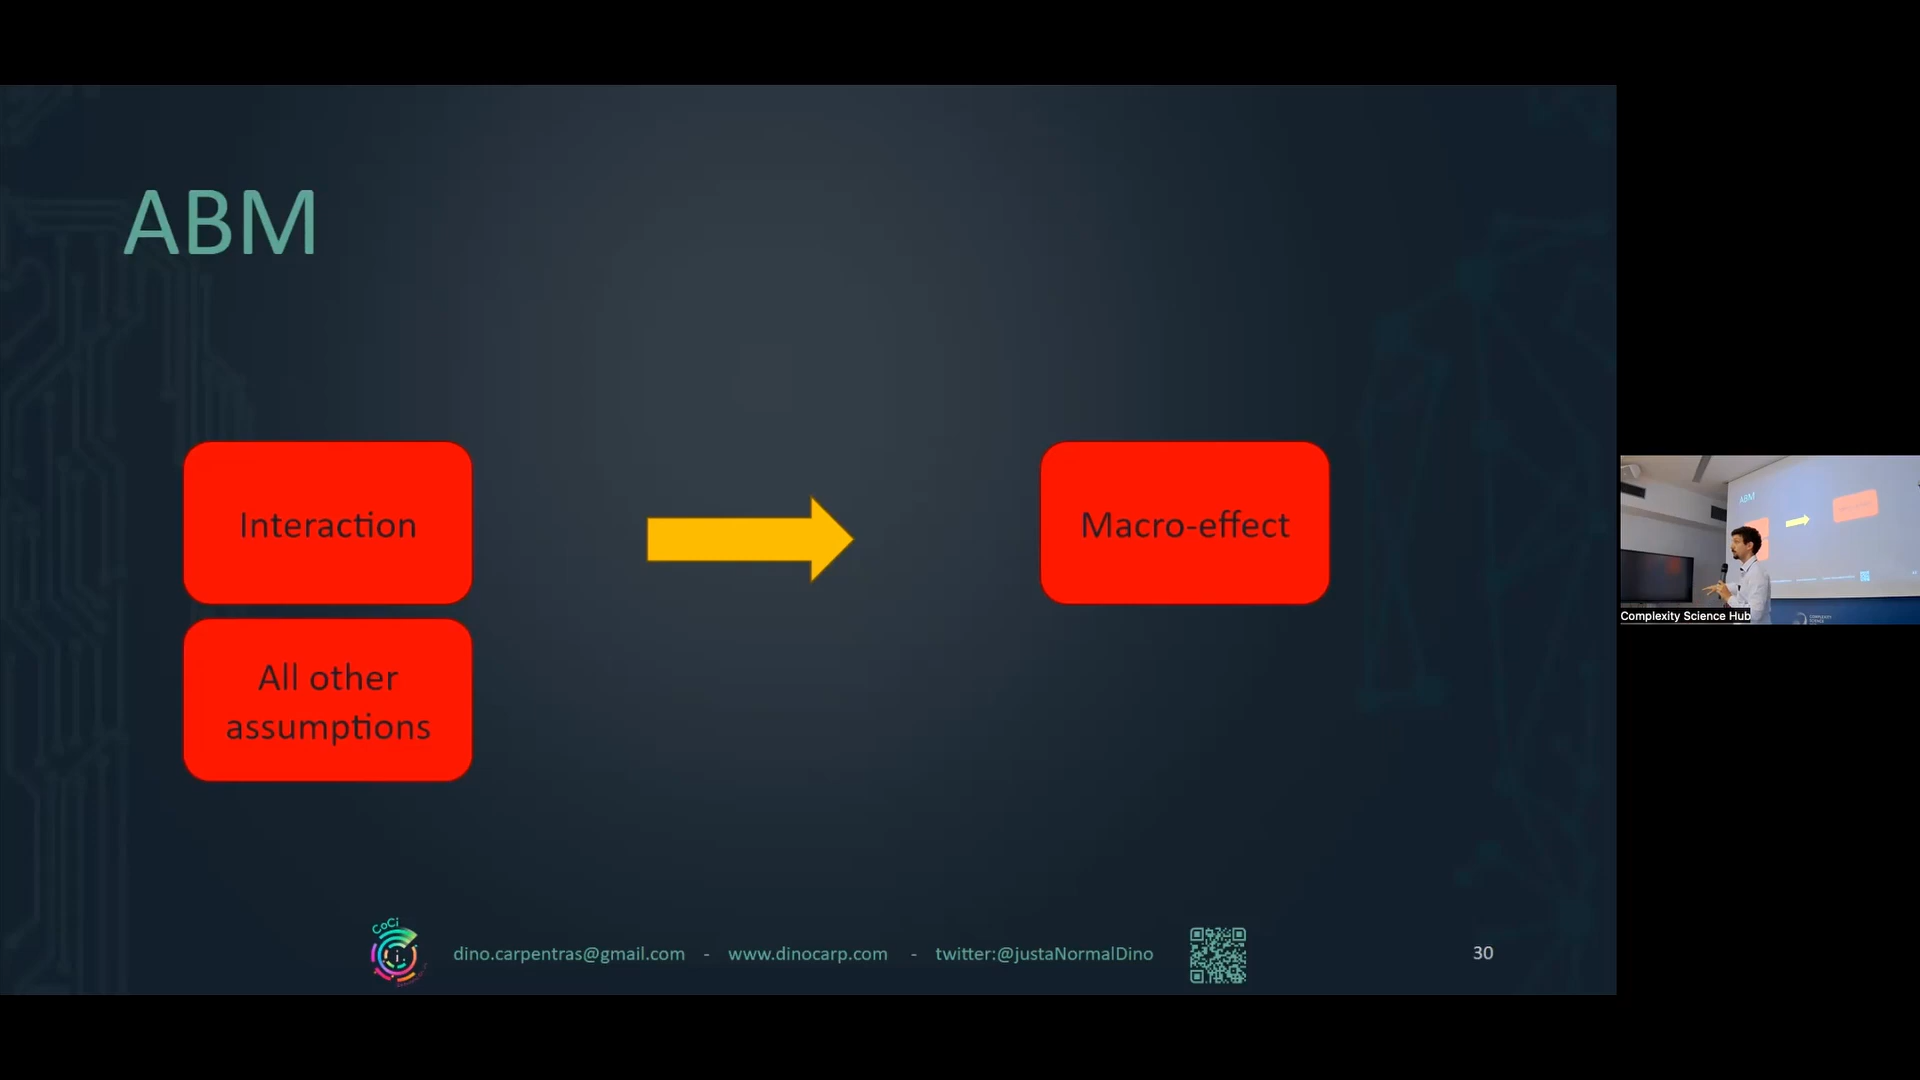 ABM
Interaction
Macro-effect
All other
assumptions
CoCi
dino.carpentras@gmail.com - www.dinocarp.com - twitter:@justaNormalDino
30
ABM
Complexity Science Hub